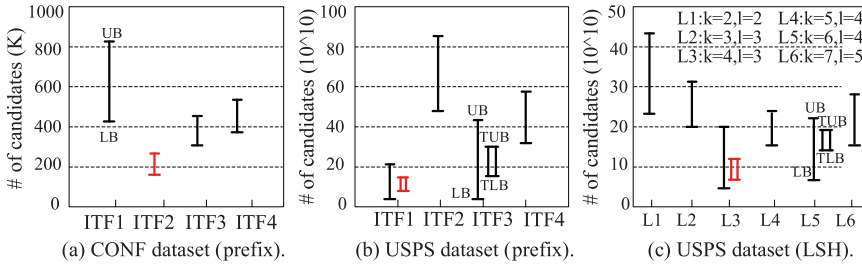 # of candidates (K)
1000
800
600
400
200
0
UB
LB
ITF1 ITF2 ITF3 ITF4
(a) CONF dataset (prefix).
# of candidates (10^10)
100
80
60
40
20
0
UB
TUB
LB
TLB
ITF1 ITF2 ITF3 ITF4
(b) USPS dataset (prefix).
# of candidates (10^10)
50
40
30
20
10
0
L1:k=2,l=2 L4:k=5,l=4
L2:k=3,l=3 L5:k=6,l=4
L3:k=4,l=3 L6:k=7,l=5
UB
TUB
TLB
LB
L1 L2 L3 L4 L5 L6
(c) USPS dataset (LSH).